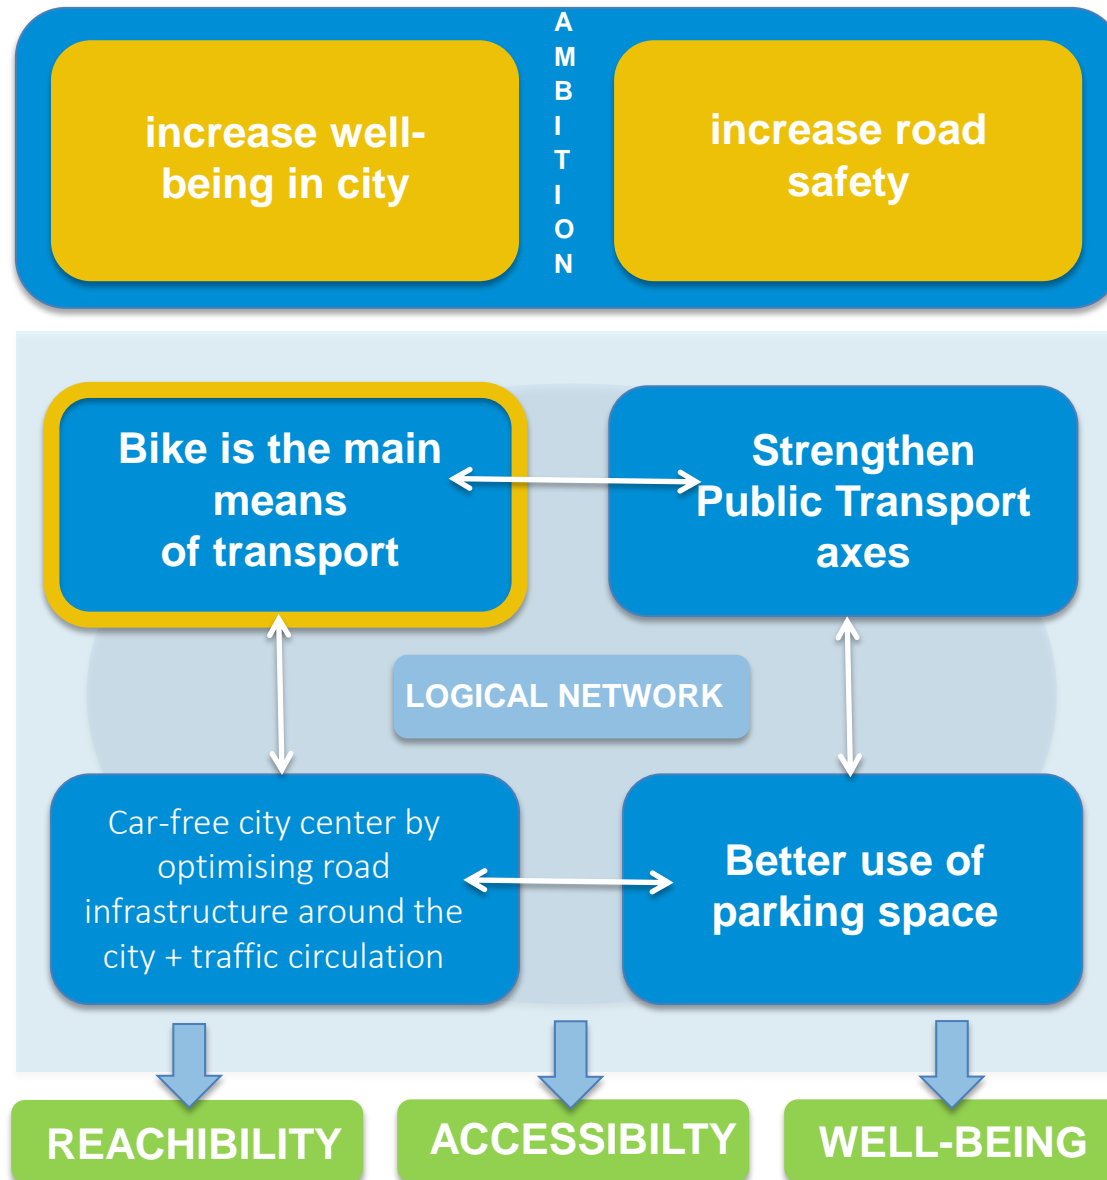 increase well-
being in city
AMBITION
increase road
safety
Bike is the main
means
of transport
Strengthen
Public Transport
axes
LOGICAL NETWORK
Car-free city center by
optimising road
infrastructure around the
city + traffic circulation
Better use of
parking space
REACHIBILITY
ACCESSIBILTY
WELL-BEING